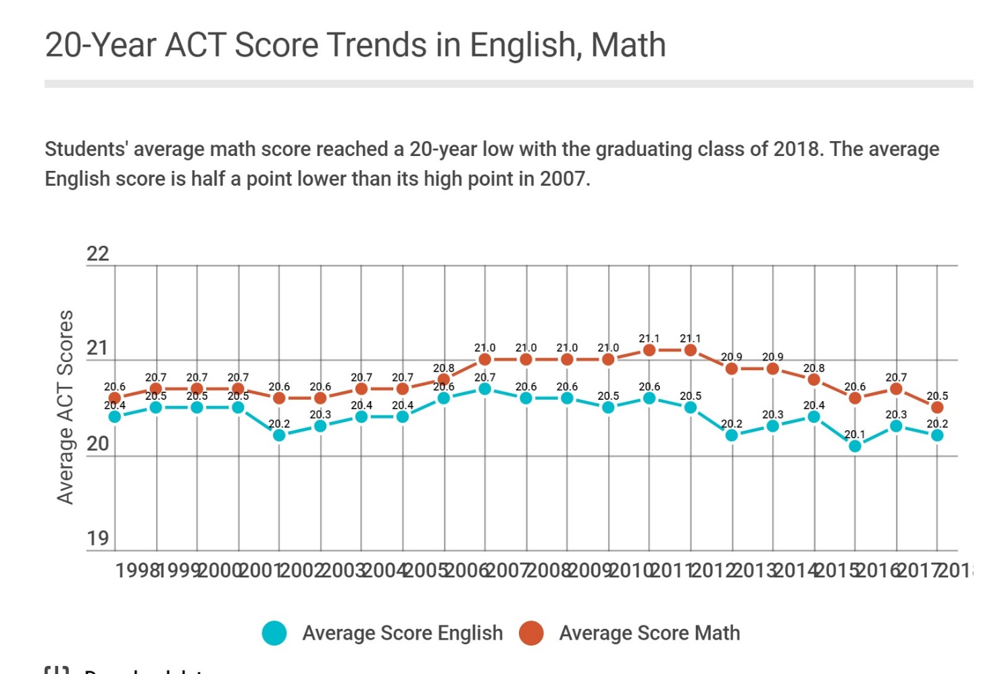 20-Year ACT Score Trends in English, Math
Students' average math score reached a 20-year low with the graduating class of 2018. The average
English score is half a point lower than its high point in 2007.
22
21
20
19
Average ACT Scores
21.1 21.1
21.0 21.0 21.0 21.0
20.9 20.9
20.8 20.8
20.7 20.7 20.7 20.7 20.7 20.7
20.6 20.6 20.6 20.6 20.5
20.4 20.5 20.5 20.5 20.2 20.3 20.4 20.4 20.6 20.7 20.6 20.6 20.5 20.6 20.5 20.2 20.3 20.4 20.1 20.3 20.2
1998 1999 2000 2001 2002 2003 2004 2005 2006 2007 2008 2009 2010 2011 2012 2013 2014 2015 2016 2017
Average Score English Average Score Math